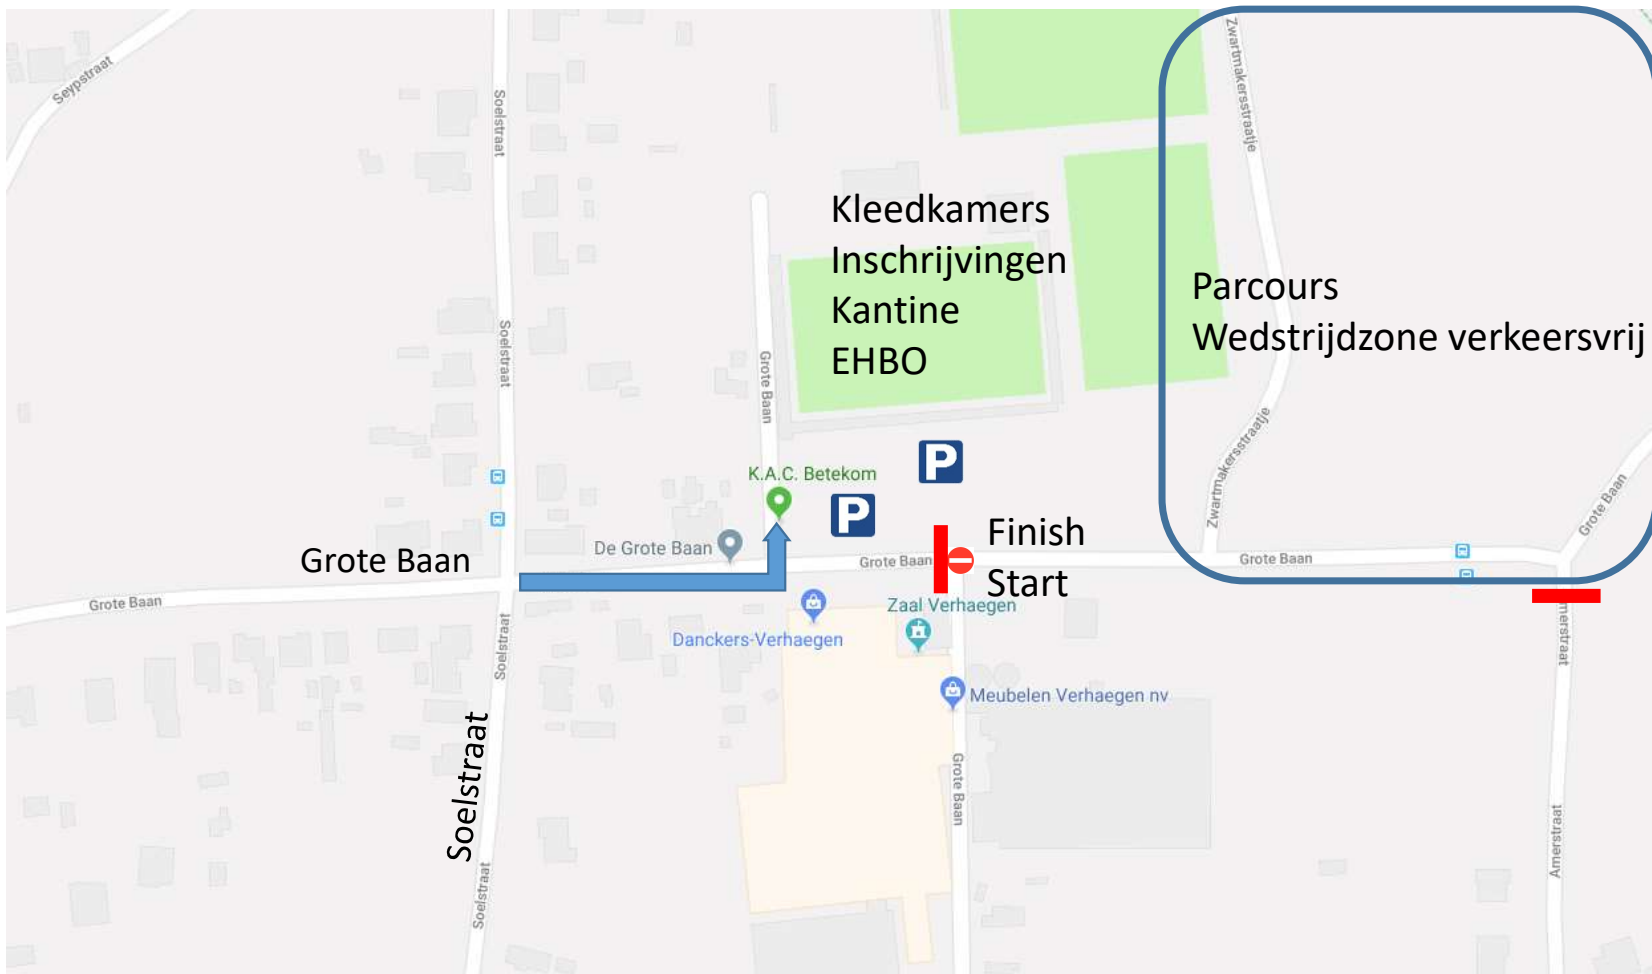 Seypstraat
Soelstraat
Zwartmakersstraatje
Kleedkamers
Inschrijvingen
Kantine
EHBO
Parcours
Wedstrijdzone verkeersvrij
Soelstraat
Grote Baan
Zwartmakersstraatje
Grote Baan
K.A.C. Betekom
P
P
Finish
Start
De Grote Baan
Grote Baan
Grote Baan
Grote Baan
Grote Baan
Zaal Verhaegen
Danckers-Verhaegen
merstraat
Soelstraat
Meubelen Verhaegen nv
Soelstraat
Grote Baan
Amerstraat
Soelstraat